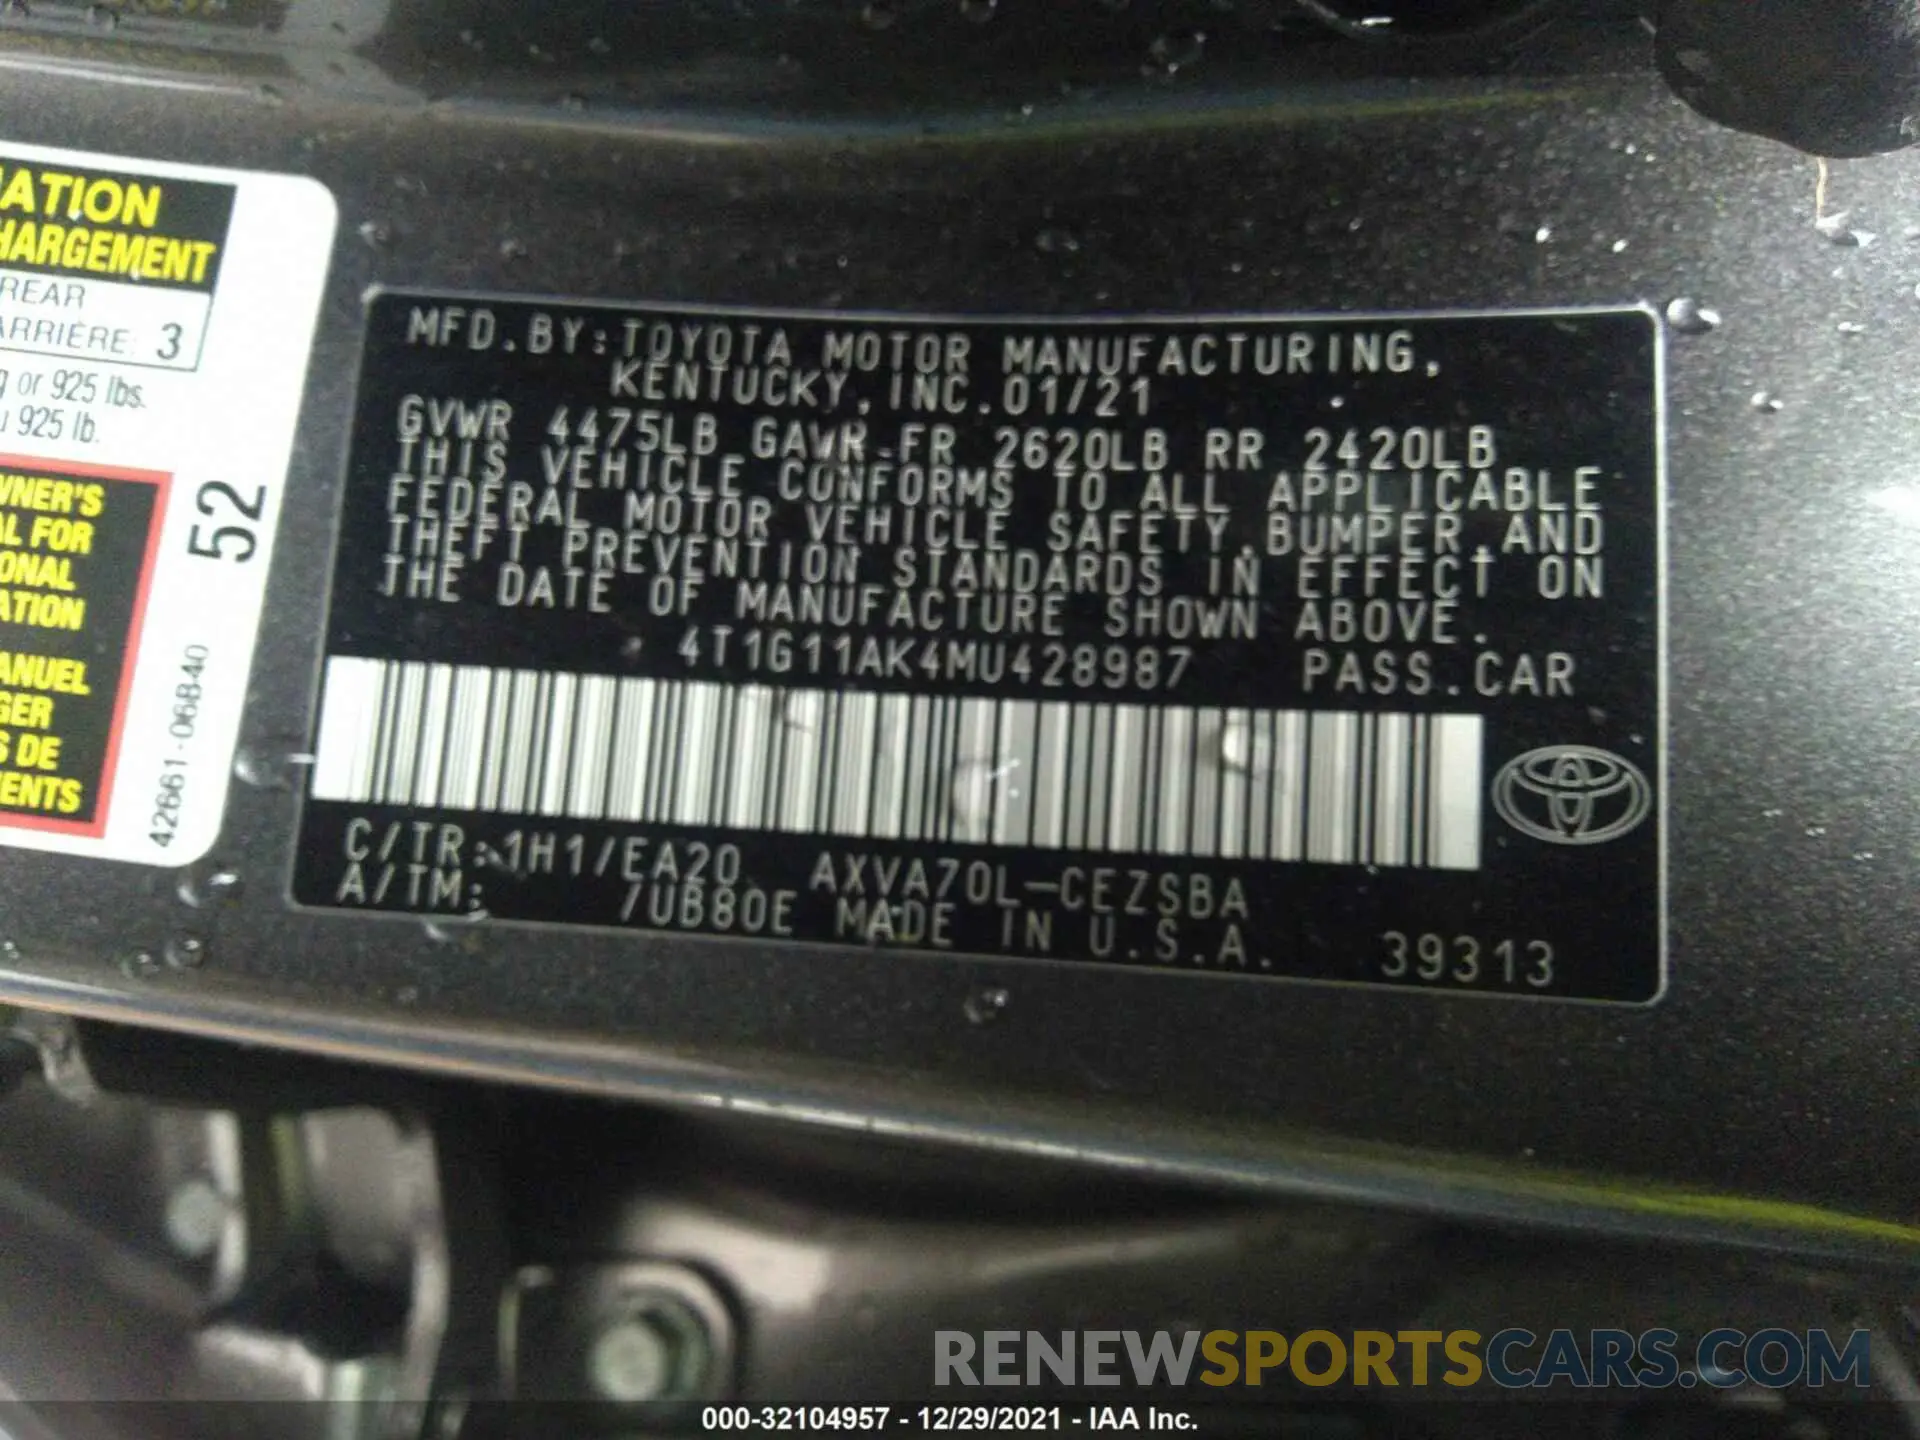 ATION
HARGEMENT
REAR
ARRIÈRE: 3
or 925 lbs.
925 lb.
WNER'S
AL FOR
ONAL
ATION
ANUEL
GER
S DE
ENTS
52
42661-06B40
MFD.BY:TOYOTA MOTOR MANUFACTURING,
KENTUCKY,INC.01/21
GVWR 4475LB GAWR FR 2620LB RR 2420LB
THIS VEHICLE CONFORMS TO ALL APPLICABLE
FEDERAL MOTOR VEHICLE SAFETY,BUMPER,AND
THEFT PREVENTION STANDARDS IN EFFECT ON
THE DATE OF MANUFACTURE SHOWN ABOVE.
4T1G11AK4MU428987 PASS.CAR
C/TR:1H1/EA20 AXVA70L-CEZSBA
A/TM: /UB80E MADE IN U.S.A. 39313
RENEWSPORTSCARS.COM
000-32104957 - 12/29/2021 - IAA Inc.